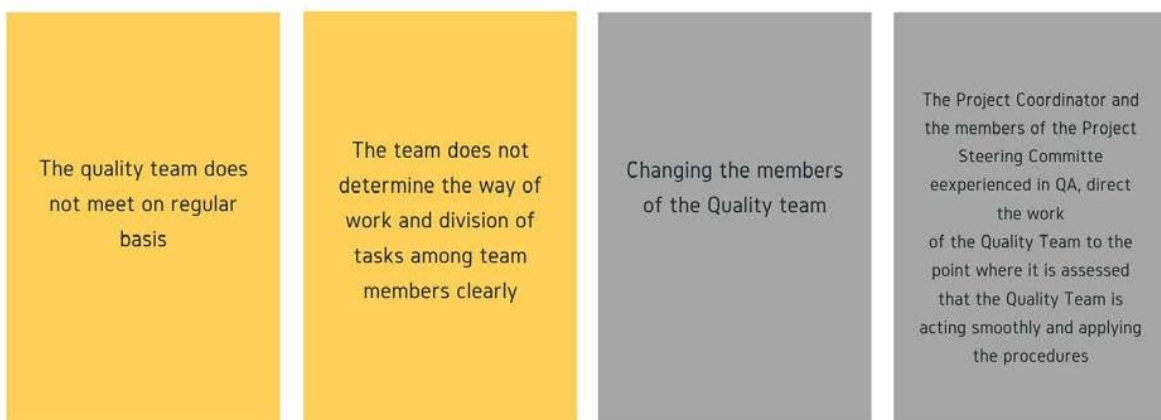 The quality team does
not meet on regular
basis
The team does not
determine the way of
work and division of
tasks among team
members clearly
Changing the members
of the Quality team
The Project Coordinator and
the members of the Project
Steering Committe
eexperienced in QA, direct
the work
of the Quality Team to the
point where it is assessed
that the Quality Team is
acting smoothly and applying
the procedures